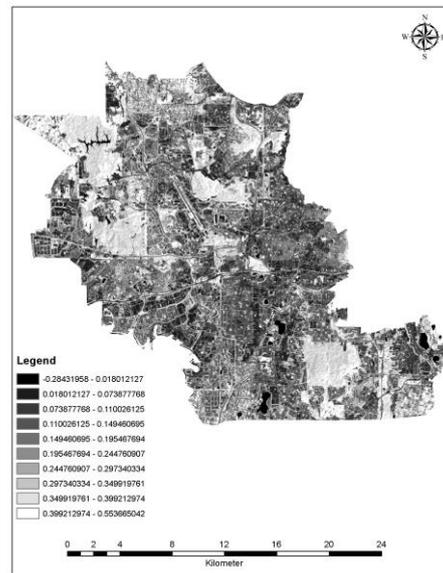 N
W
E
S
Legend
-0.28431958 - 0.018012127
0.018012127 - 0.073877768
0.073877768 - 0.110026125
0.110026125 - 0.149460695
0.149460695 - 0.195467694
0.195467694 - 0.244760907
0.244760907 - 0.297340334
0.297340334 - 0.349919761
0.349919761 - 0.399212974
0.399212974 - 0.553665042
0 2 4 8 12 16 20 24
Kilometer